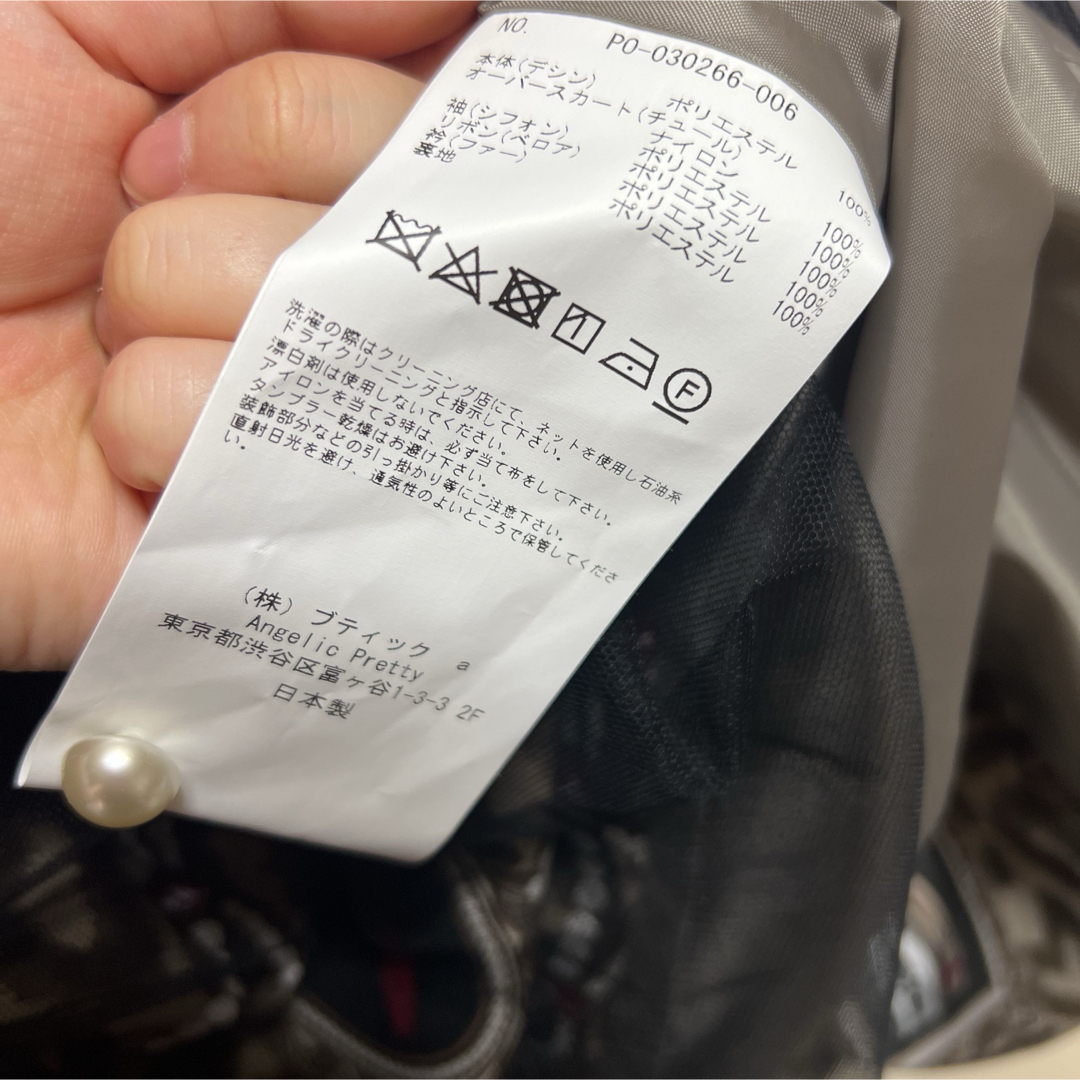 NO. PO-030266-006
本体(デシン) ポリエステル 100%
オーバースカート(チュール)
ナイロン 100%
袖(シフォン) ポリエステル 100%
リボン(ベロア) ポリエステル 100%
衿(ファー) ポリエステル 100%
裏地 ポリエステル 100%
F
洗濯の際はクリーニング店にて、ネットを使用し石油系
ドライクリーニングと指示して下さい。
漂白剤は使用しないでください。
アイロンを当てる時は、必ず当て布をして下さい。
タンブラー乾燥はお避け下さい。
装飾部分などの引っ掛かり等にご注意下さい。
直射日光を避け、通気性のよいところで保管してくださ
い。
(株) ブティック a
Angelic Pretty
東京都渋谷区富ヶ谷1-3-3 2F
日本製